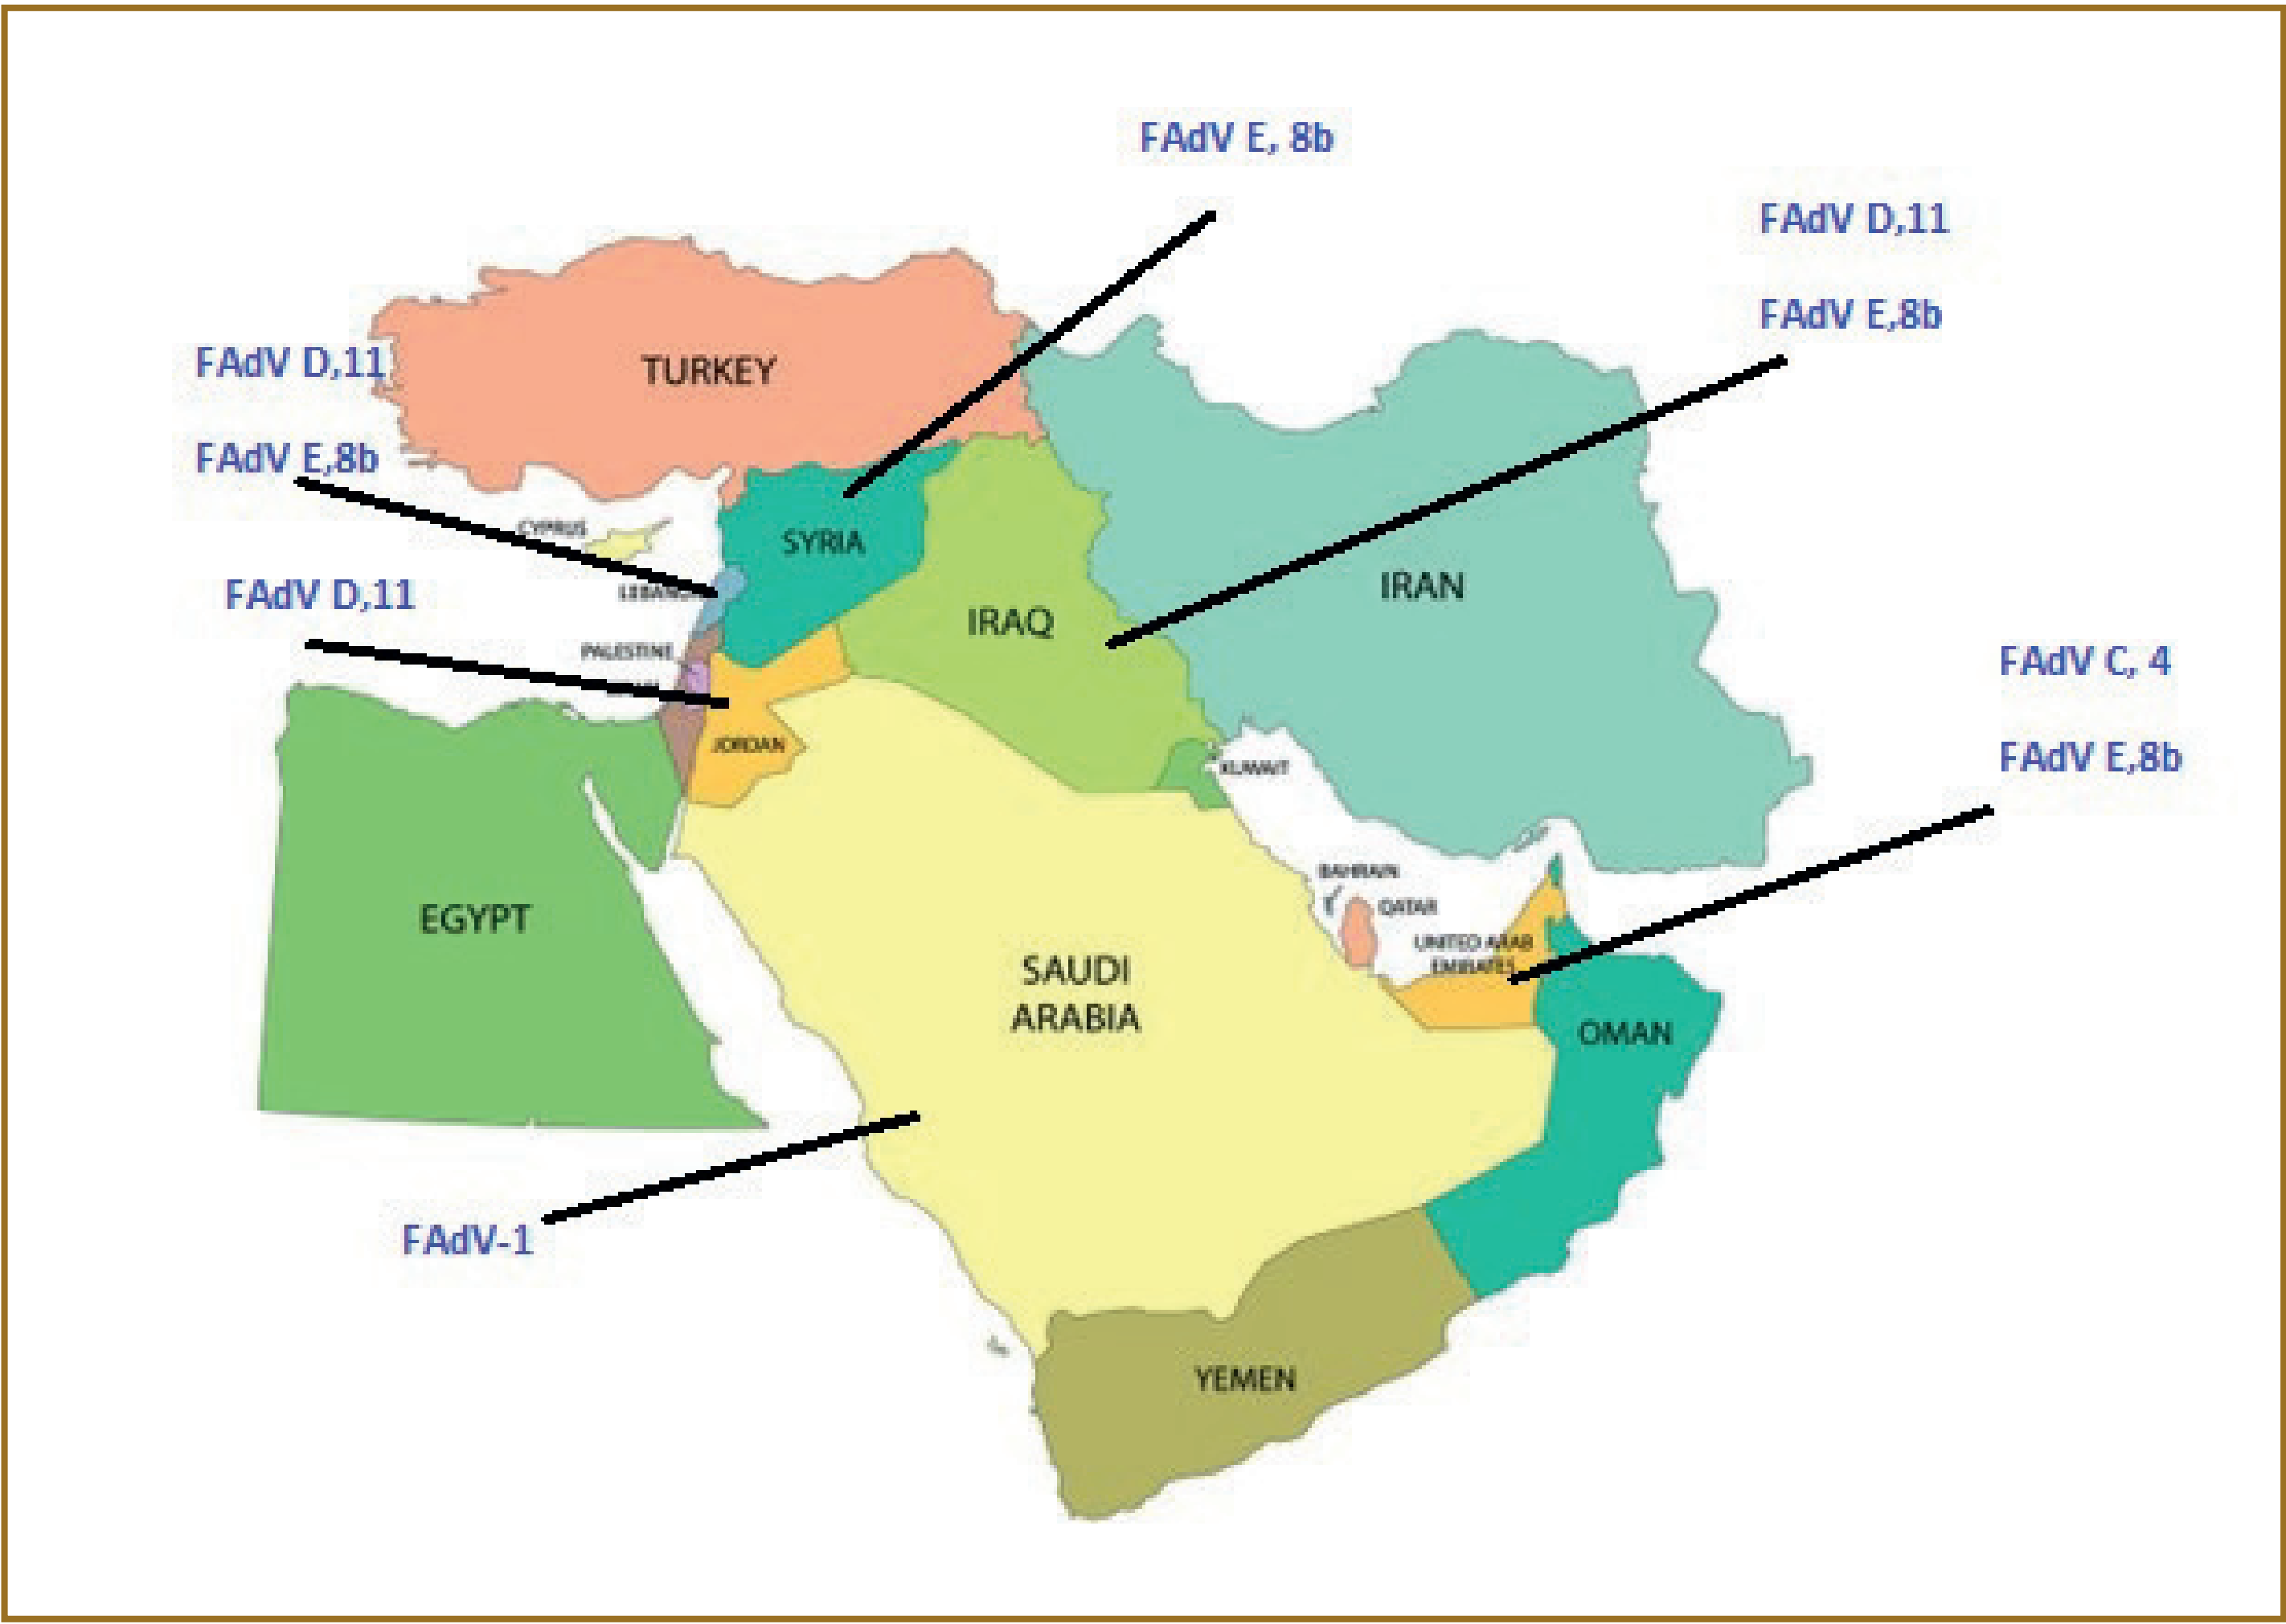 FAdV E, 8b
FAdV D,11
FAdV E,8b
FAdV D,11
TURKEY
FAdV E,8b
CYPRUS
SYRIA
IRAN
LEBANON
FAdV D,11
IRAQ
PALESTINE
FAdV C, 4
JORDAN
FAdV E,8b
KUWAIT
BAHRAIN
QATAR
EGYPT
UNITED ARAB
EMIRATES
SAUDI
ARABIA
OMAN
FAdV-1
YEMEN